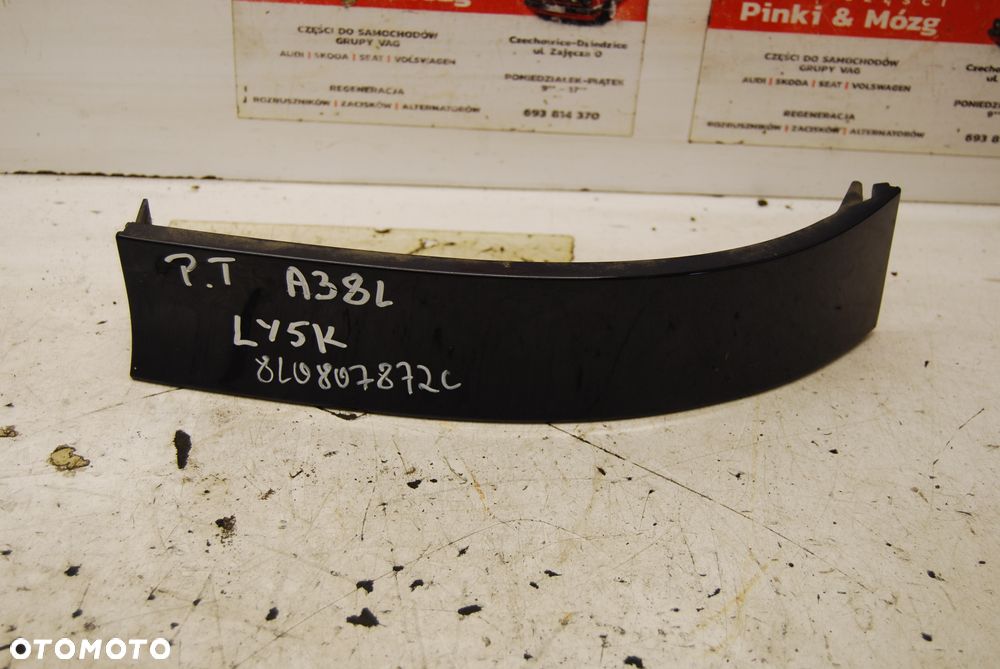 Mózg
CZĘŚCI DO SAMOCHODÓW
GRUPY VAG
AUDI | SKODA | SEAT | VOLSWAGEN
REGENERACJA
ROZRUSZNIKÓW | ZACISKÓW | ALTERNATORÓW
Czechowice-Dziedzice
ul. Zajęcza 0
PONIEDZIAŁEK-PIĄTEK
693 814 370
Pinki & Mózg
CZĘŚCI DO SAMOCHODÓW
GRUPY VAG
AUDI | SKODA | SEAT | VOLSWAGEN
REGENERACJA
ROZRUSZNIKÓW | ZACISKÓW | ALTERNATORÓW
P.T A38L
LY5K
8L0807872C
OTOMOTO